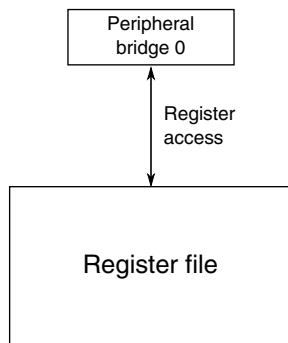 Peripheral
bridge 0
Register
access
Register file